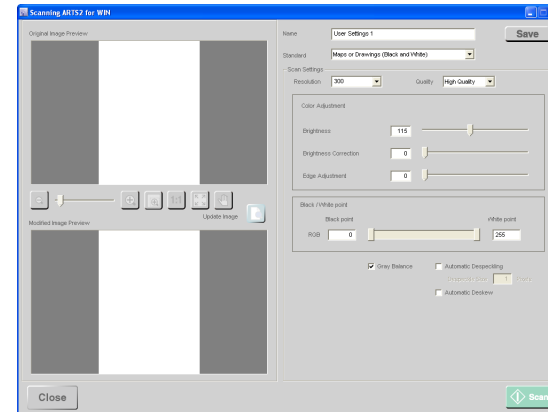 Scanning ARTS2 for WIN
Original Image Preview
Update Image
Modified Image Preview
Close
Name User Settings 1 Save
Standard Maps or Drawings (Black and White)
Scan Settings
Resolution 300 Quality High Quality
Color Adjustment
Brightness 115
Brightness Correction 0
Edge Adjustment 0
Black / White point
Black point White point
RGB 0 255
Gray Balance Automatic Despeckling
Automatic Deskew
Scan